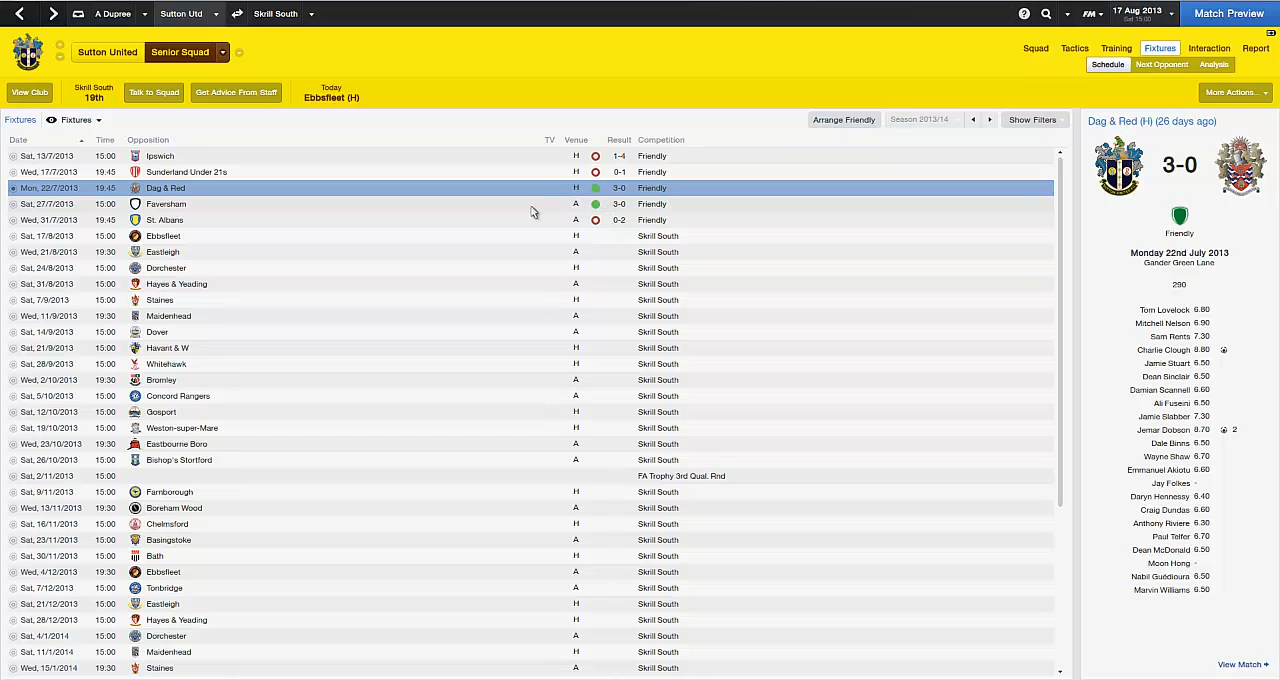 A Dupree Sutton Utd Skrill South FM 17 Aug 2013 Sat 15:00 Match Preview
Sutton United Senior Squad Squad Tactics Training Fixtures Interaction Report
Schedule Next Opponent Analysis
View Club Skrill South 19th Talk to Squad Get Advice From Staff Today Ebbsfleet (H) More Actions...
Fixtures Fixtures Arrange Friendly Season 2013/14 Show Filters
Date Time Opposition TV Venue Result Competition
Sat, 13/7/2013 15:00 Ipswich H 1-4 Friendly
Wed, 17/7/2013 19:45 Sunderland Under 21s H 0-1 Friendly
Mon, 22/7/2013 19:45 Dag & Red H 3-0 Friendly
Sat, 27/7/2013 15:00 Faversham A 3-0 Friendly
Wed, 31/7/2013 19:45 St. Albans A 0-2 Friendly
Sat, 17/8/2013 15:00 Ebbsfleet H Skrill South
Wed, 21/8/2013 19:30 Eastleigh A Skrill South
Sat, 24/8/2013 15:00 Dorchester H Skrill South
Sat, 31/8/2013 15:00 Hayes & Yeading A Skrill South
Sat, 7/9/2013 15:00 Staines H Skrill South
Wed, 11/9/2013 19:30 Maidenhead A Skrill South
Sat, 14/9/2013 15:00 Dover A Skrill South
Sat, 21/9/2013 15:00 Havant & W H Skrill South
Sat, 28/9/2013 15:00 Whitehawk H Skrill South
Wed, 2/10/2013 19:30 Bromley A Skrill South
Sat, 5/10/2013 15:00 Concord Rangers A Skrill South
Sat, 12/10/2013 15:00 Gosport H Skrill South
Sat, 19/10/2013 15:00 Weston-super-Mare H Skrill South
Wed, 23/10/2013 19:30 Eastbourne Boro A Skrill South
Sat, 26/10/2013 15:00 Bishop's Stortford A Skrill South
Sat, 2/11/2013 15:00 FA Trophy 3rd Qual. Rnd
Sat, 9/11/2013 15:00 Farnborough H Skrill South
Wed, 13/11/2013 19:30 Boreham Wood A Skrill South
Sat, 16/11/2013 15:00 Chelmsford H Skrill South
Sat, 23/11/2013 15:00 Basingstoke A Skrill South
Sat, 30/11/2013 15:00 Bath H Skrill South
Wed, 4/12/2013 19:30 Ebbsfleet A Skrill South
Sat, 7/12/2013 15:00 Tonbridge A Skrill South
Sat, 21/12/2013 15:00 Eastleigh H Skrill South
Sat, 28/12/2013 15:00 Hayes & Yeading H Skrill South
Sat, 4/1/2014 15:00 Dorchester A Skrill South
Sat, 11/1/2014 15:00 Maidenhead H Skrill South
Wed, 15/1/2014 19:30 Staines A Skrill South
Dag & Red (H) (26 days ago)
3-0
Friendly
Monday 22nd July 2013
Gander Green Lane
290
Tom Lovelock 6.80
Mitchell Nelson 6.90
Sam Rents 7.30
Charlie Clough 8.80
Jamie Stuart 6.50
Dean Sinclair 6.50
Damian Scannell 6.60
Ali Fuseini 6.50
Jamie Slabber 7.30
Jemar Dobson 8.70 2
Dale Binns 6.50
Wayne Shaw 6.70
Emmanuel Akiotu 6.60
Jay Folkes -
Daryn Hennessy 6.40
Craig Dundas 6.60
Anthony Riviere 6.30
Paul Telfer 6.70
Dean McDonald 6.50
Moon Hong -
Nabil Guédioura 6.50
Marvin Williams 6.50
View Match